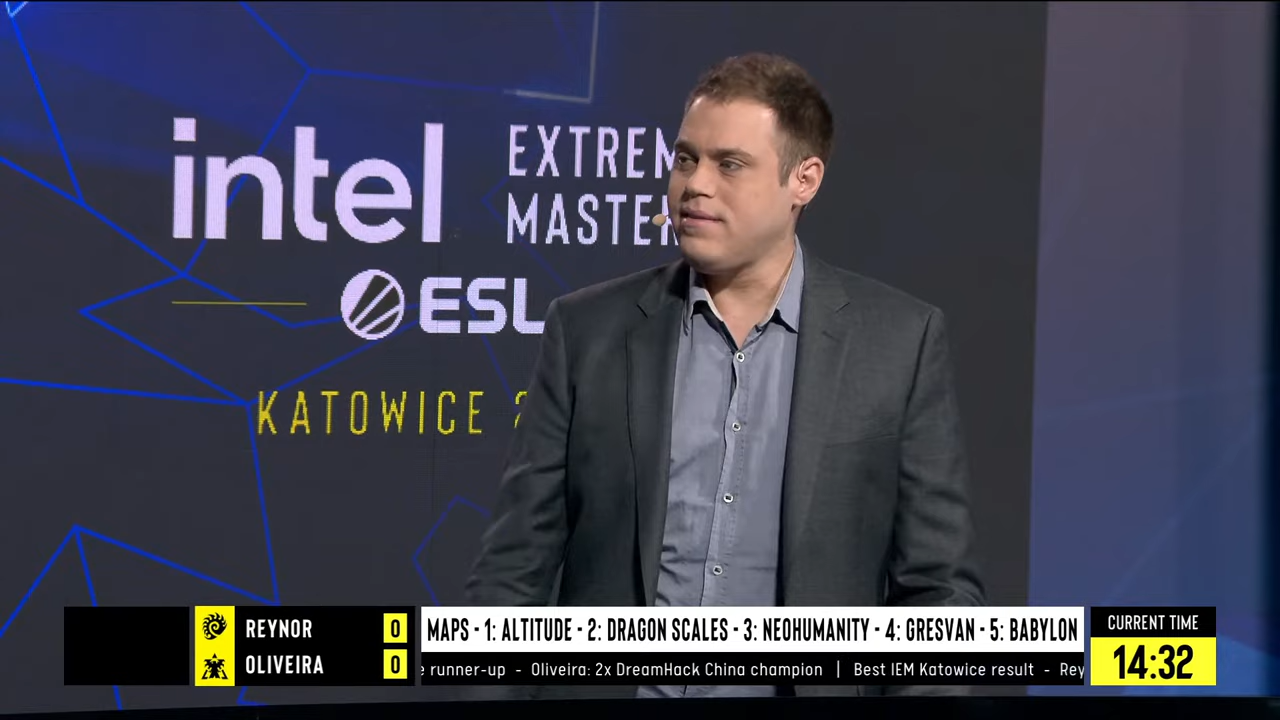 intel
EXTREM
MASTER
ESL
KATOWICE 2
REYNOR 0
OLIVEIRA 0
MAPS - 1: ALTITUDE - 2: DRAGON SCALES - 3: NEOHUMANITY - 4: GRESVAN - 5: BABYLON
e runner-up - Oliveira: 2x DreamHack China champion | Best IEM Katowice result - Rey
CURRENT TIME
14:32